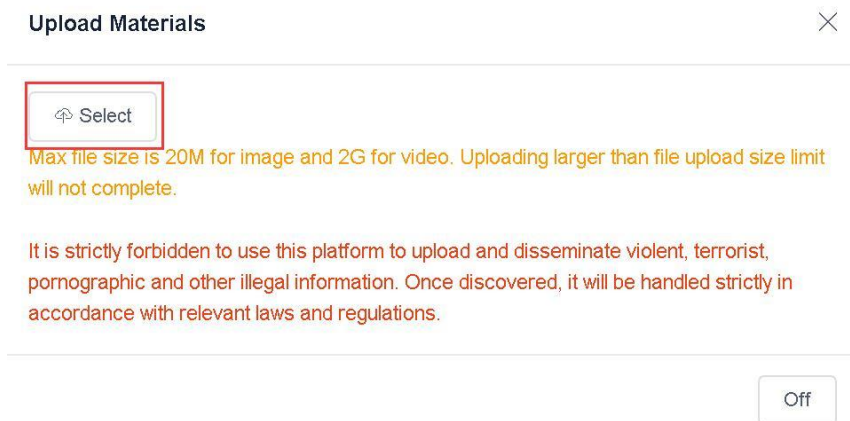 Upload Materials
Select
Max file size is 20M for image and 2G for video. Uploading larger than file upload size limit
will not complete.
It is strictly forbidden to use this platform to upload and disseminate violent, terrorist,
pornographic and other illegal information. Once discovered, it will be handled strictly in
accordance with relevant laws and regulations.
Off